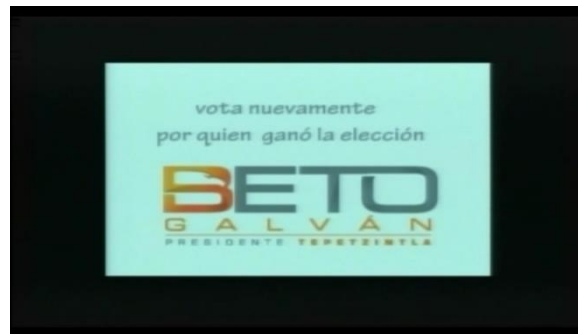 vota nuevamente
por quien ganó la elección
BETO
GALVÁN
PRESIDENTE TEPETZINTLA